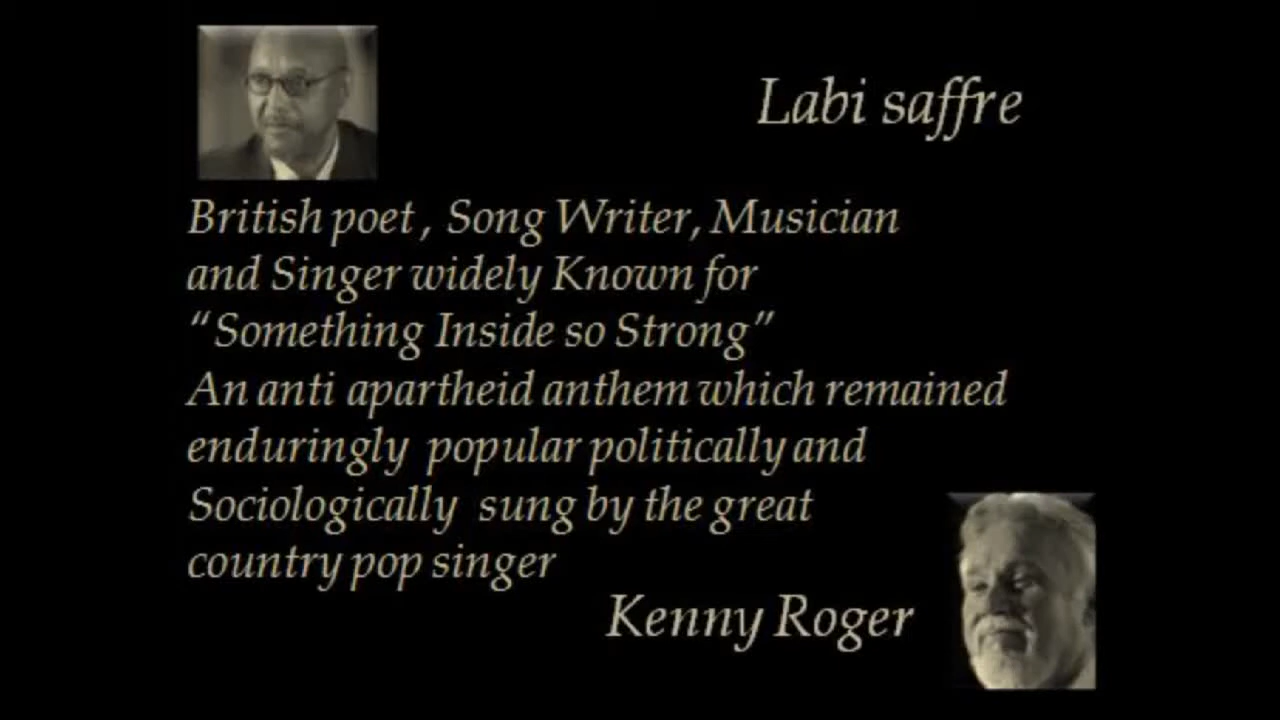 Labi saffre
British poet , Song Writer, Musician
and Singer widely Known for
“Something Inside so Strong”
An anti apartheid anthem which remained
enduringly popular politically and
Sociologically sung by the great
country pop singer
Kenny Roger